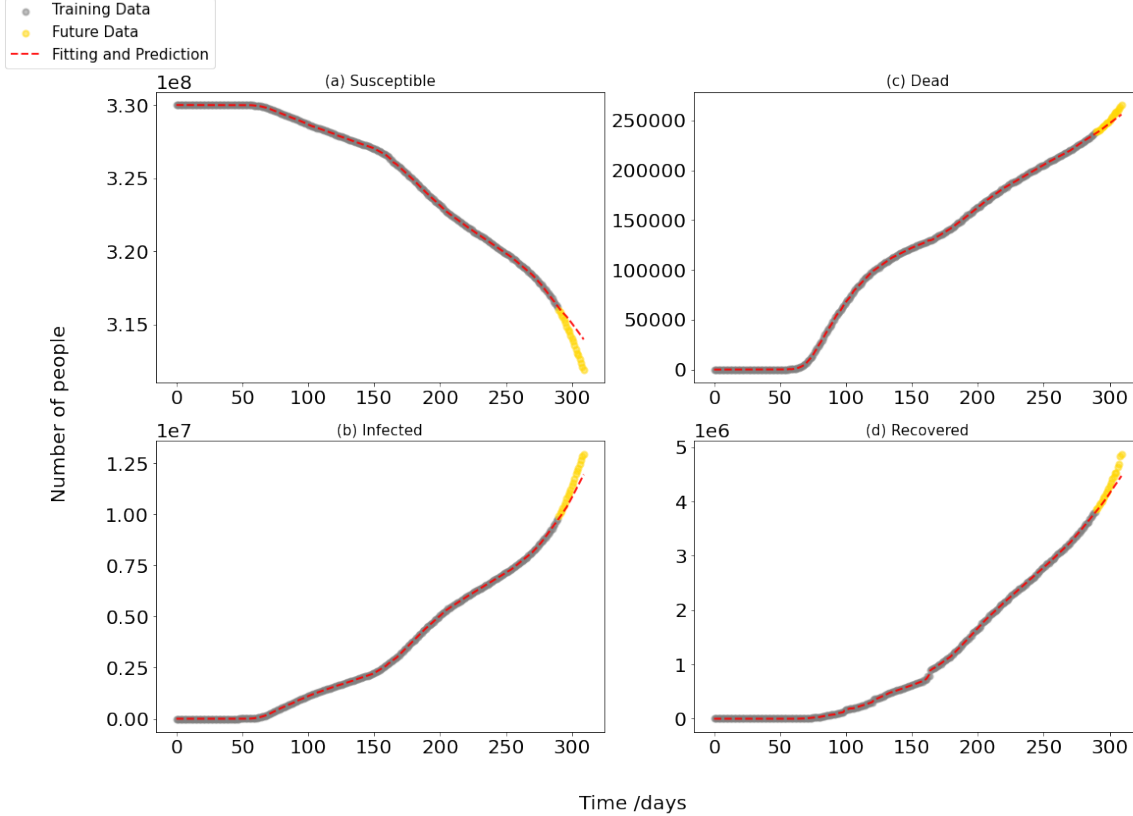 Training Data
Future Data
Fitting and Prediction
1e8
(a) Susceptible
3.30
3.25
3.20
3.15
0 50 100 150 200 250 300
(c) Dead
250000
200000
150000
100000
50000
0
0 50 100 150 200 250 300
1e7
(b) Infected
1.25
1.00
0.75
0.50
0.25
0.00
0 50 100 150 200 250 300
1e6
(d) Recovered
5
4
3
2
1
0
0 50 100 150 200 250 300
Number of people
Time /days